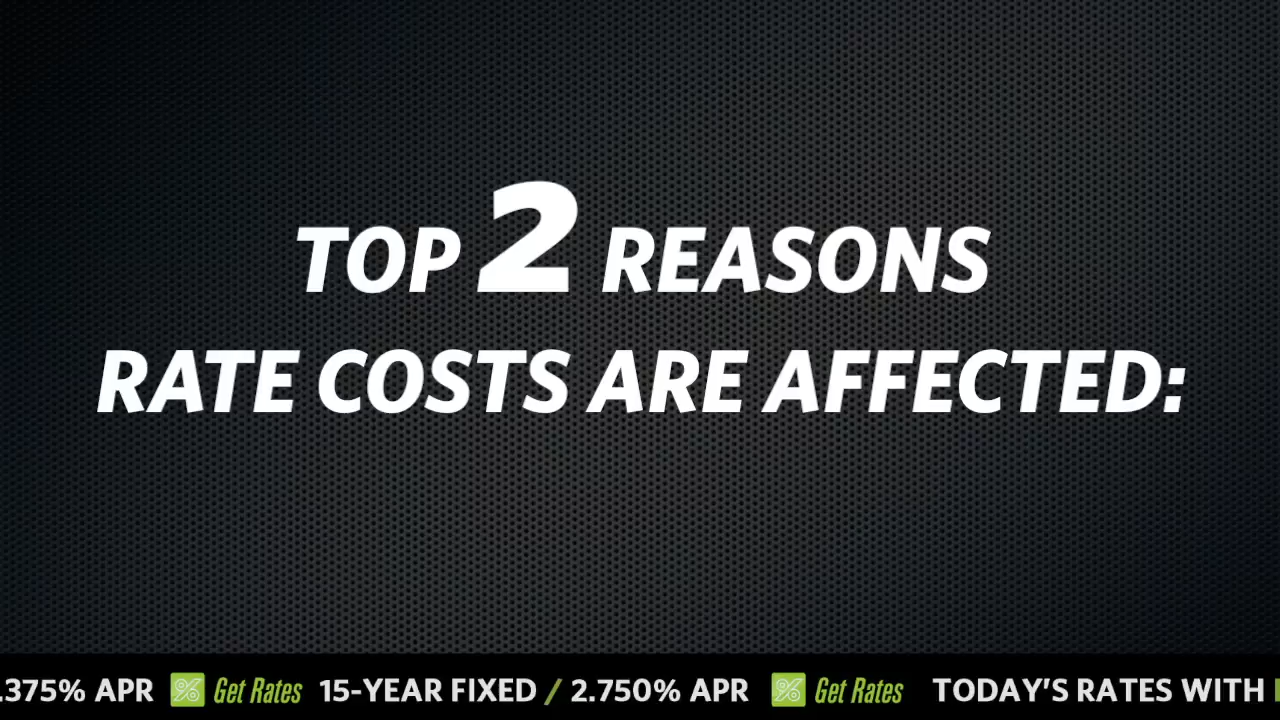 TOP 2 REASONS
RATE COSTS ARE AFFECTED:
.375% APR % Get Rates 15-YEAR FIXED / 2.750% APR % Get Rates TODAY'S RATES WITH